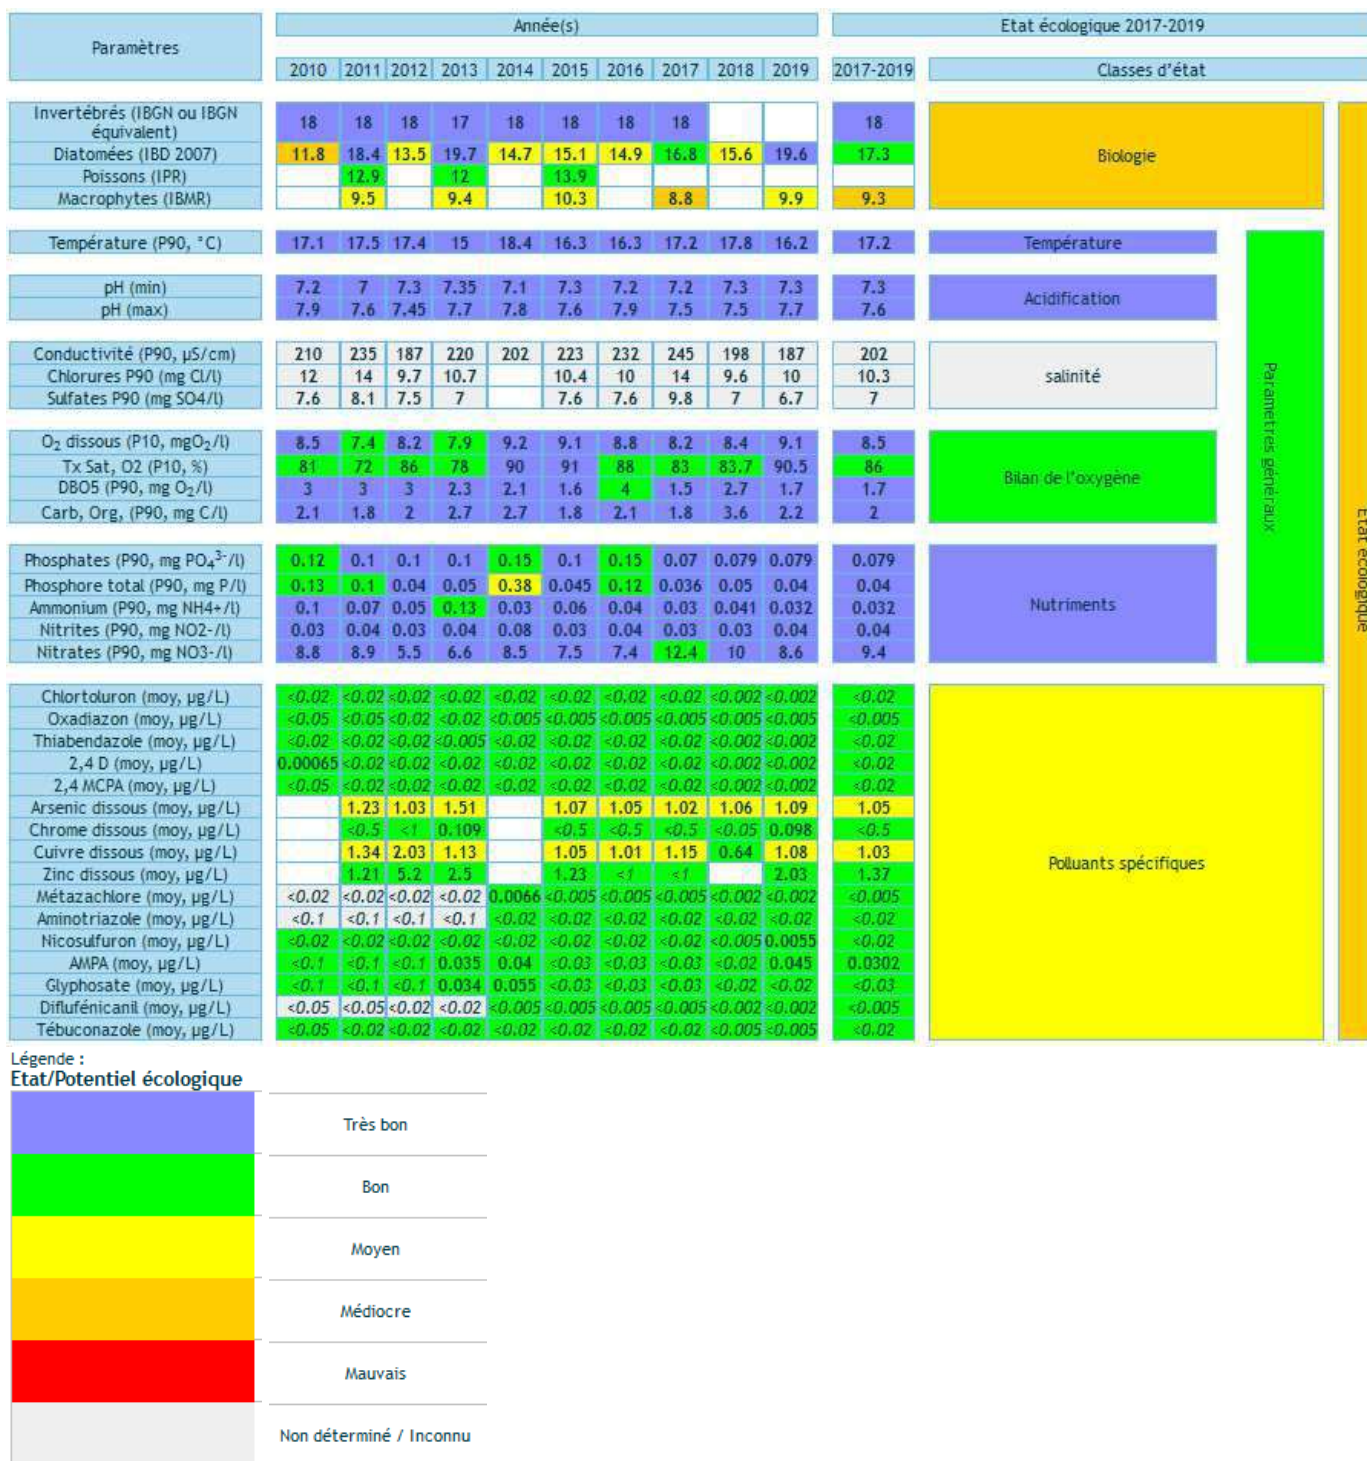 Paramètres Année(s) Etat écologique 2017-2019
2010 2011 2012 2013 2014 2015 2016 2017 2018 2019 2017-2019 Classes d'état
Invertébrés (IBGN ou IBGN
équivalent) 18 18 18 17 18 18 18 18 18
Diatomées (IBD 2007) 11.8 18.4 13.5 19.7 14.7 15.1 14.9 16.8 15.6 19.6 17.3 Biologie
Poissons (IPR) 12.9 12 13.9
Macrophytes (IBMR) 9.5 9.4 10.3 8.8 9.9 9.3
Température (P90, °C) 17.1 17.5 17.4 15 18.4 16.3 16.3 17.2 17.8 16.2 17.2 Température
pH (min) 7.2 7 7.3 7.35 7.1 7.3 7.2 7.2 7.3 7.3 7.3
Acidification
pH (max) 7.9 7.6 7.45 7.7 7.8 7.6 7.9 7.5 7.5 7.7 7.6
Conductivité (P90, µS/cm) 210 235 187 220 202 223 232 245 198 187 202
Chlorures P90 (mg Cl/l) 12 14 9.7 10.7 10.4 10 14 9.6 10 10.3 salinité
Sulfates P90 (mg SO4/l) 7.6 8.1 7.5 7 7.6 7.6 9.8 7 6.7 7
O₂ dissous (P10, mgO₂/l) 8.5 7.4 8.2 7.9 9.2 9.1 8.8 8.2 8.4 9.1 8.5
Tx Sat, O2 (P10, %) 81 72 86 78 90 91 88 83 83.7 90.5 86
Bilan de l'oxygène
DBO5 (P90, mg O₂/l) 3 3 3 2.3 2.1 1.6 4 1.5 2.7 1.7 1.7
Carb, Org, (P90, mg C/l) 2.1 1.8 2 2.7 2.7 1.8 2.1 1.8 3.6 2.2 2
Paramètres généraux
Etat écologique
Phosphates (P90, mg PO₄³⁻/l) 0.12 0.1 0.1 0.1 0.15 0.1 0.15 0.07 0.079 0.079 0.079
Phosphore total (P90, mg P/l) 0.13 0.1 0.04 0.05 0.38 0.045 0.12 0.036 0.05 0.04 0.04
Ammonium (P90, mg NH4+/l) 0.1 0.07 0.05 0.13 0.03 0.06 0.04 0.03 0.041 0.032 0.032 Nutriments
Nitrites (P90, mg NO2-/l) 0.03 0.04 0.03 0.04 0.08 0.03 0.04 0.03 0.03 0.04 0.04
Nitrates (P90, mg NO3-/l) 8.8 8.9 5.5 6.6 8.5 7.5 7.4 12.4 10 8.6 9.4
Chlortoluron (moy, µg/L) <0.02 <0.02 <0.02 <0.02 <0.02 <0.02 <0.02 <0.02 <0.002 <0.002 <0.02
Oxadiazon (moy, µg/L) <0.05 <0.05 <0.02 <0.02 <0.005 <0.005 <0.005 <0.005 <0.005 <0.005 <0.005
Thiabendazole (moy, µg/L) <0.02 <0.02 <0.02 <0.005 <0.02 <0.02 <0.02 <0.02 <0.002 <0.002 <0.02
2,4 D (moy, µg/L) 0.00065 <0.02 <0.02 <0.02 <0.02 <0.02 <0.02 <0.02 <0.002 <0.002 <0.02
2,4 MCPA (moy, µg/L) <0.05 <0.02 <0.02 <0.02 <0.02 <0.02 <0.02 <0.02 <0.002 <0.002 <0.02
Arsenic dissous (moy, µg/L) 1.23 1.03 1.51 1.07 1.05 1.02 1.06 1.09 1.05
Chrome dissous (moy, µg/L) <0.5 <1 0.109 <0.5 <0.5 <0.5 <0.05 0.098 <0.5
Cuivre dissous (moy, µg/L) 1.34 2.03 1.13 1.05 1.01 1.15 0.64 1.08 1.03
Polluants spécifiques
Zinc dissous (moy, µg/L) 1.21 5.2 2.5 1.23 <1 <1 2.03 1.37
Métazachlore (moy, µg/L) <0.02 <0.02 <0.02 <0.02 0.0066 <0.005 <0.005 <0.005 <0.002 <0.002 <0.005
Aminotriazole (moy, µg/L) <0.1 <0.1 <0.1 <0.1 <0.02 <0.02 <0.02 <0.02 <0.02 <0.02 <0.02
Nicosulfuron (moy, µg/L) <0.02 <0.02 <0.02 <0.02 <0.02 <0.02 <0.02 <0.02 <0.005 0.0055 <0.02
AMPA (moy, µg/L) <0.1 <0.1 <0.1 0.035 0.04 <0.03 <0.03 <0.03 <0.02 0.045 0.0302
Glyphosate (moy, µg/L) <0.1 <0.1 <0.1 0.034 0.055 <0.03 <0.03 <0.03 <0.02 <0.02 <0.03
Diflufénicanil (moy, µg/L) <0.05 <0.05 <0.02 <0.02 <0.005 <0.005 <0.005 <0.005 <0.002 <0.002 <0.005
Tébuconazole (moy, µg/L) <0.05 <0.02 <0.02 <0.02 <0.02 <0.02 <0.02 <0.02 <0.005 <0.005 <0.02
Légende :
Etat/Potentiel écologique
Très bon
Bon
Moyen
Médiocre
Mauvais
Non déterminé / Inconnu